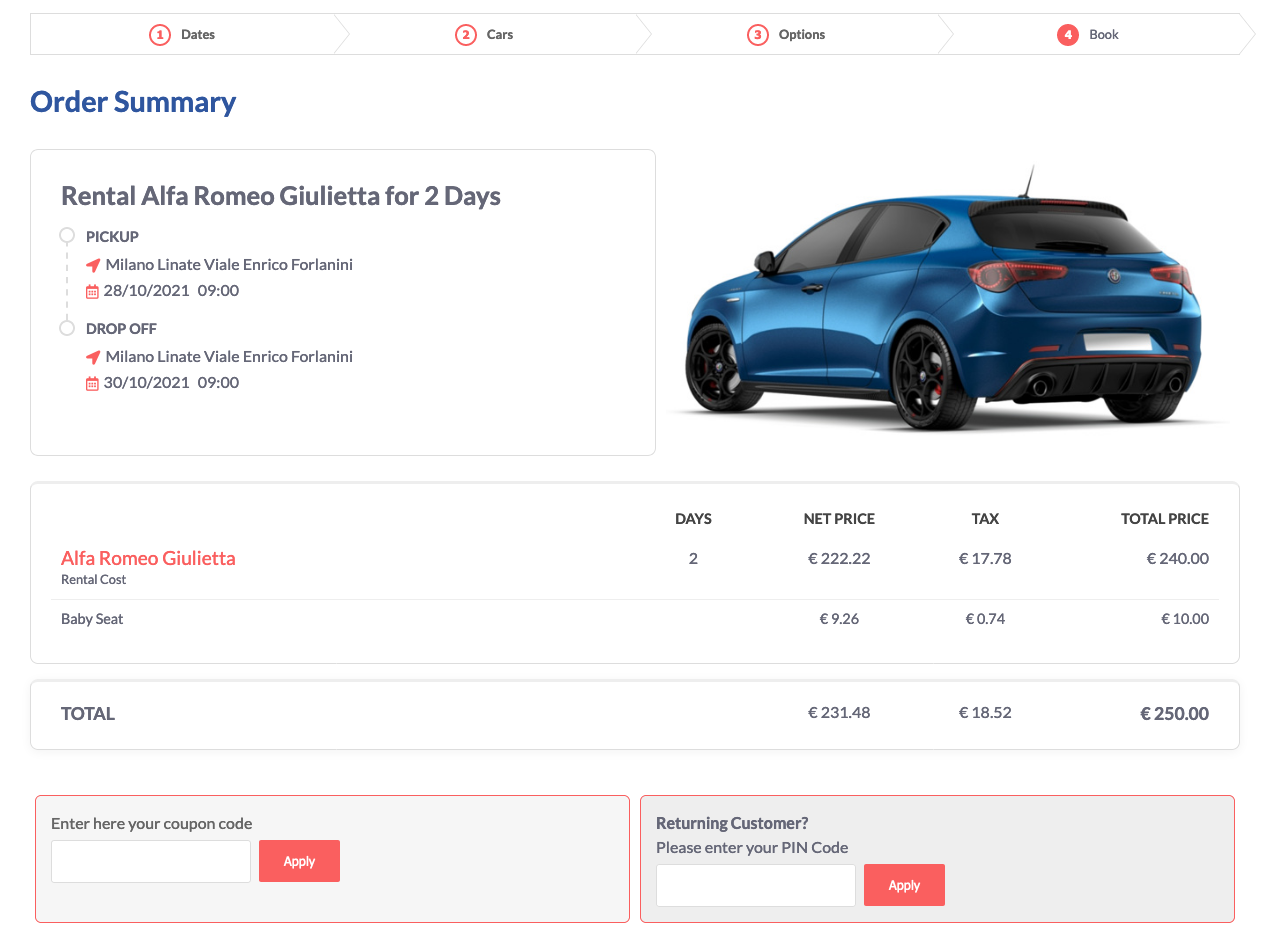 1 Dates 2 Cars 3 Options 4 Book
Order Summary
Rental Alfa Romeo Giulietta for 2 Days
PICKUP
Milano Linate Viale Enrico Forlanini
28/10/2021 09:00
DROP OFF
Milano Linate Viale Enrico Forlanini
30/10/2021 09:00
DAYS NET PRICE TAX TOTAL PRICE
Alfa Romeo Giulietta 2 € 222.22 € 17.78 € 240.00
Rental Cost
Baby Seat € 9.26 € 0.74 € 10.00
TOTAL € 231.48 € 18.52 € 250.00
Enter here your coupon code
Apply
Returning Customer?
Please enter your PIN Code
Apply